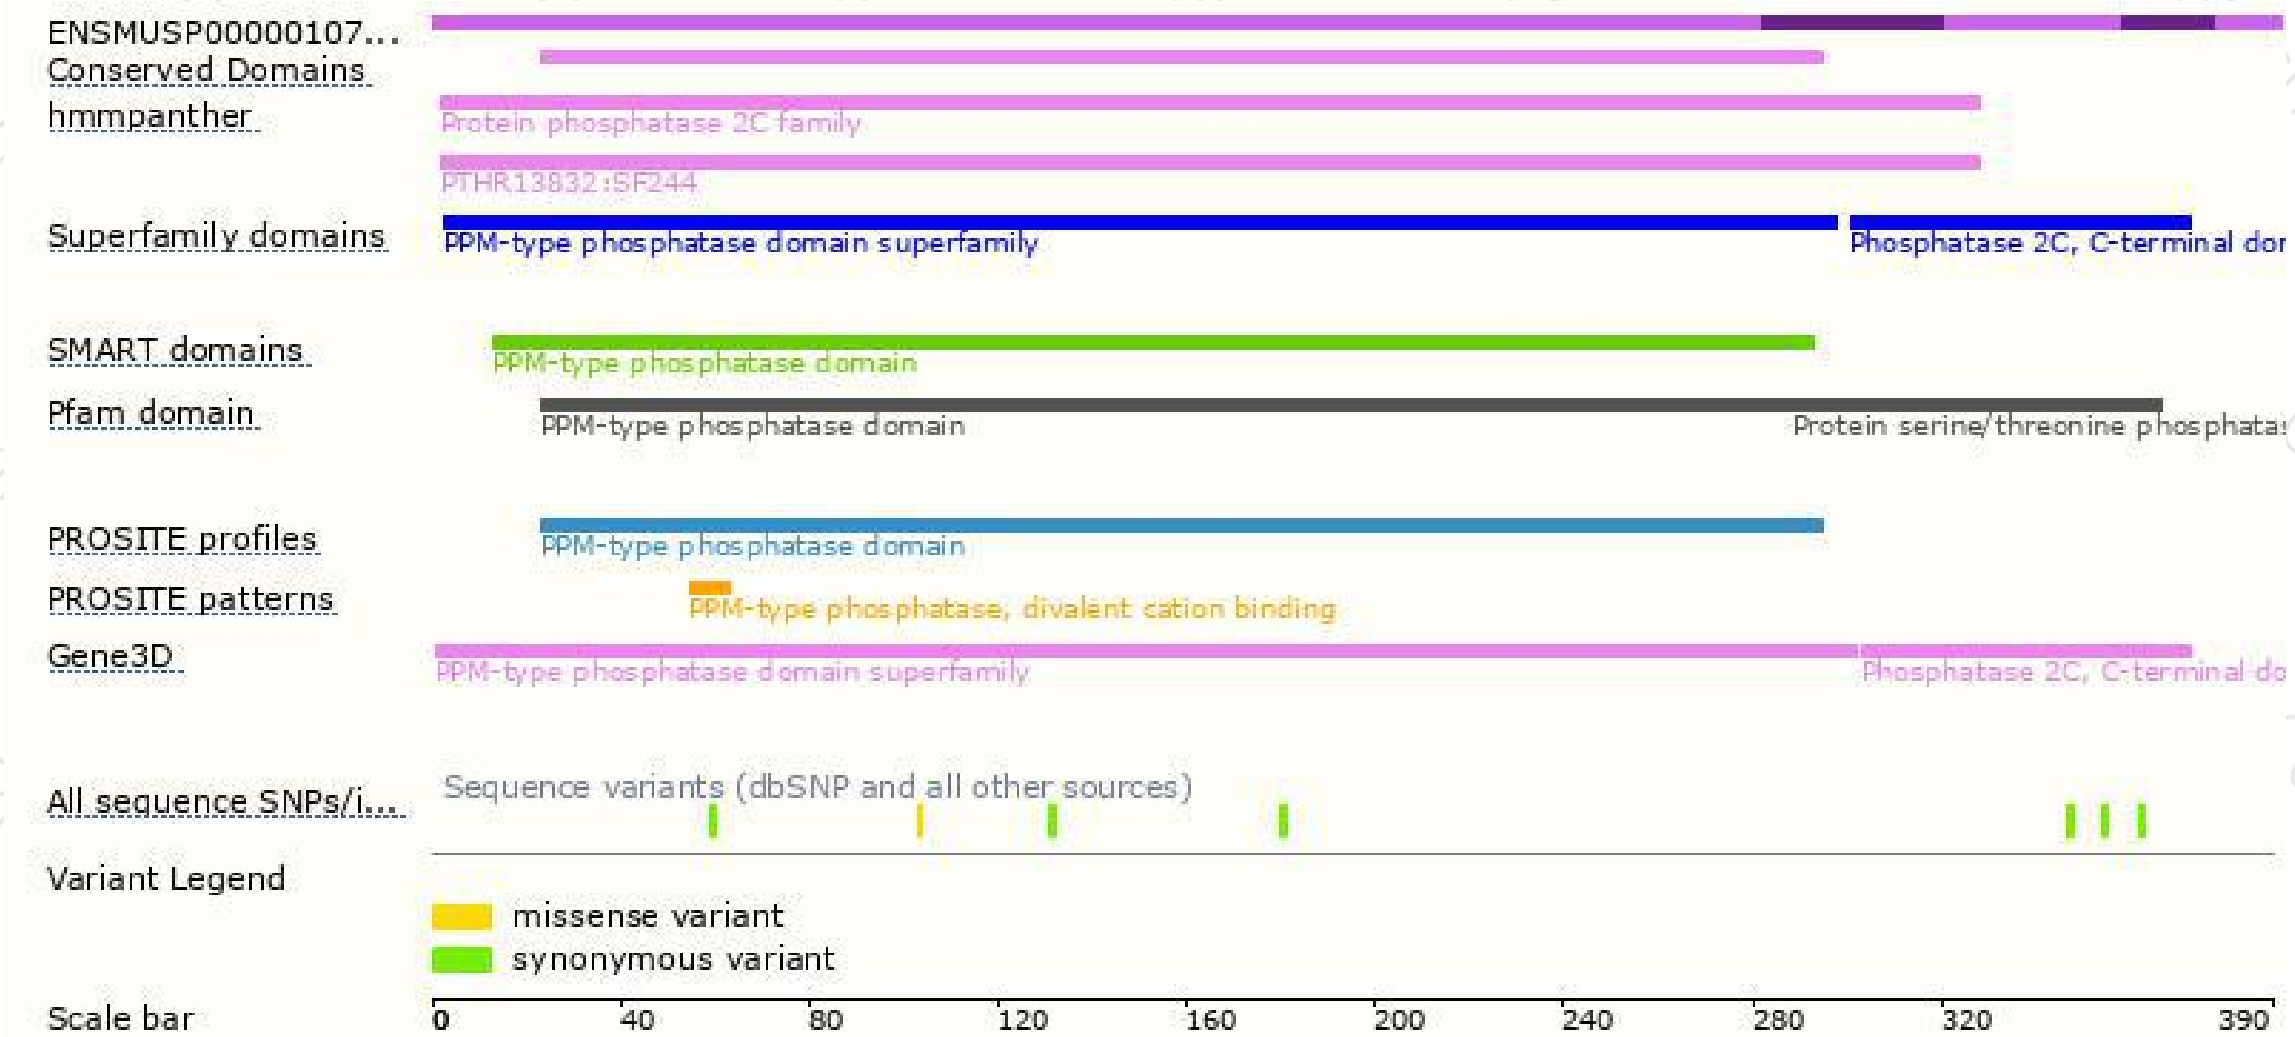 ENSMUSP00000107...
Conserved Domains
hmmpanther
Protein phosphatase 2C family
PTHR13832:SF244
Superfamily domains
PPM-type phosphatase domain superfamily
Phosphatase 2C, C-terminal dor
SMART domains
PPM-type phosphatase domain
Pfam domain
PPM-type phosphatase domain
Protein serine/threonine phosphatas
PROSITE profiles
PPM-type phosphatase domain
PROSITE patterns
PPM-type phosphatase, divalent cation binding
Gene3D
PPM-type phosphatase domain superfamily
Phosphatase 2C, C-terminal do
Sequence variants (dbSNP and all other sources)
All sequence SNPs/i...
Variant Legend
missense variant
synonymous variant
Scale bar
0 40 80 120 160 200 240 280 320 390